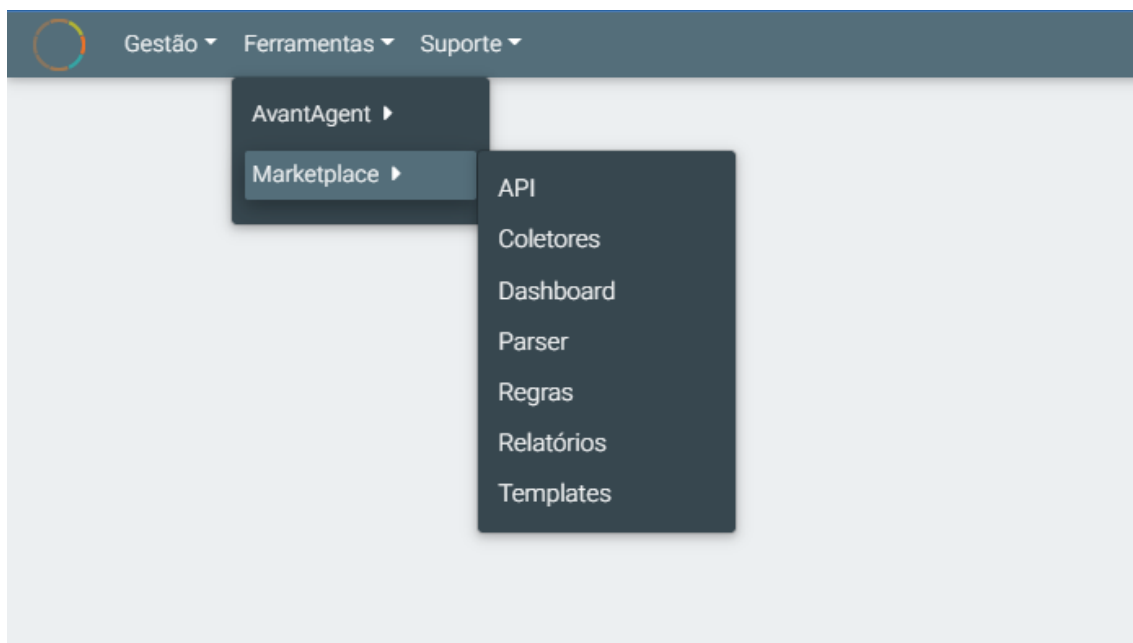 Gestão Ferramentas Suporte
AvantAgent
Marketplace
API
Coletores
Dashboard
Parser
Regras
Relatórios
Templates